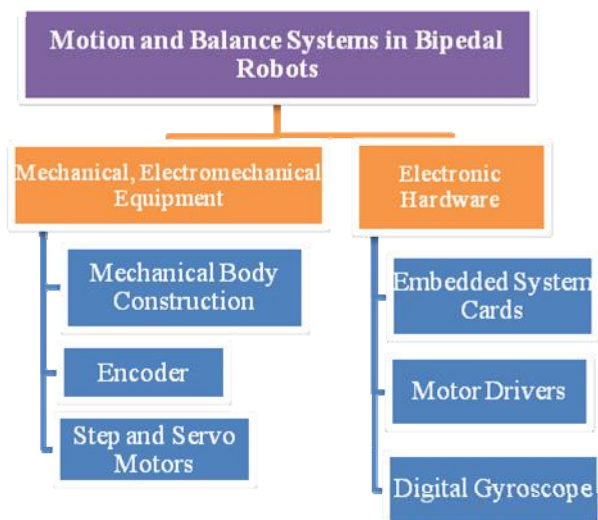 Motion and Balance Systems in Bipedal
Robots
Mechanical, Electromechanical
Equipment
Mechanical Body
Construction
Encoder
Step and Servo
Motors
Electronic
Hardware
Embedded System
Cards
Motor Drivers
Digital Gyroscope